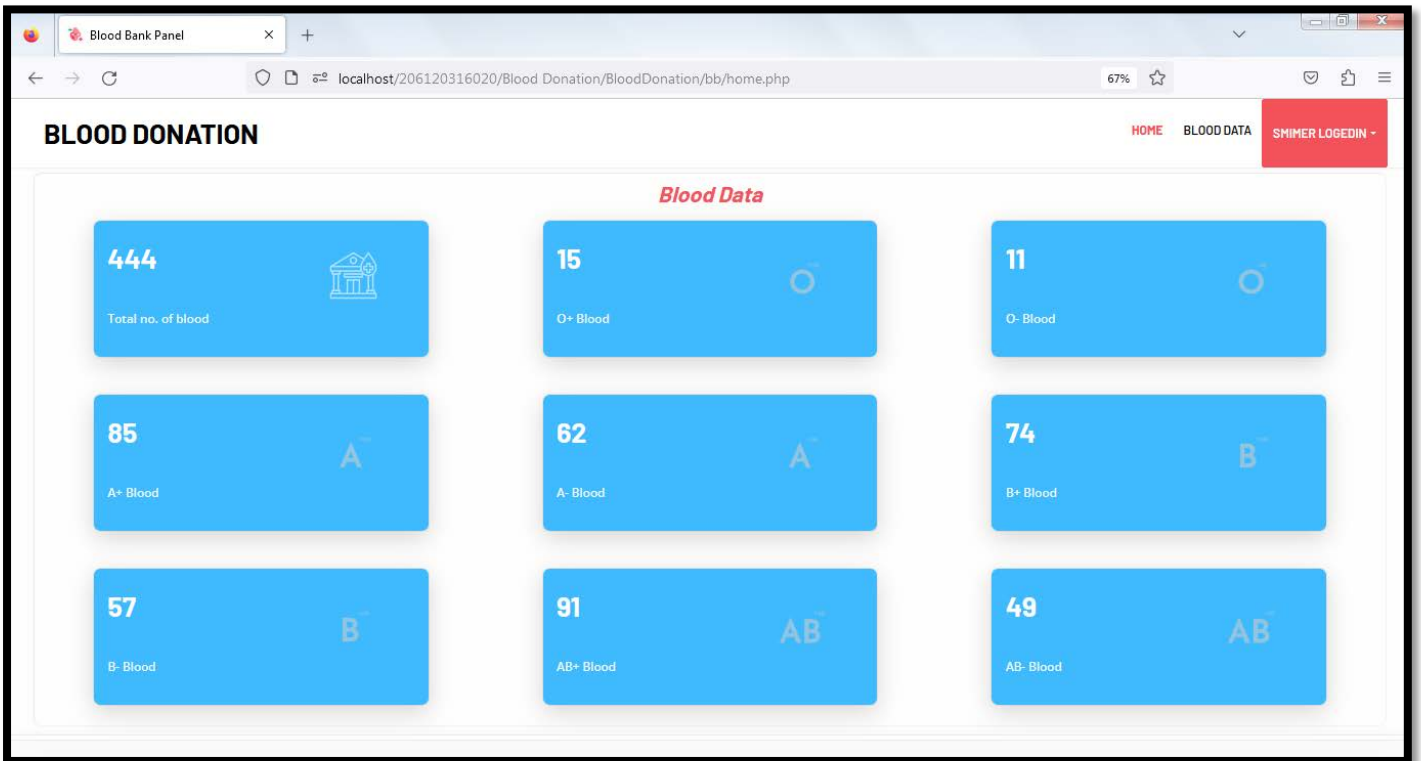 Blood Bank Panel
localhost/206120316020/Blood Donation/BloodDonation/bb/home.php
67%
BLOOD DONATION
HOME BLOOD DATA SMIMER LOGEDIN
Blood Data
444
Total no. of blood
15
O
O+ Blood
11
O-
O- Blood
85
A-
A+ Blood
62
A-
A- Blood
74
B-
B+ Blood
57
B-
B- Blood
91
AB-
AB+ Blood
49
AB-
AB- Blood